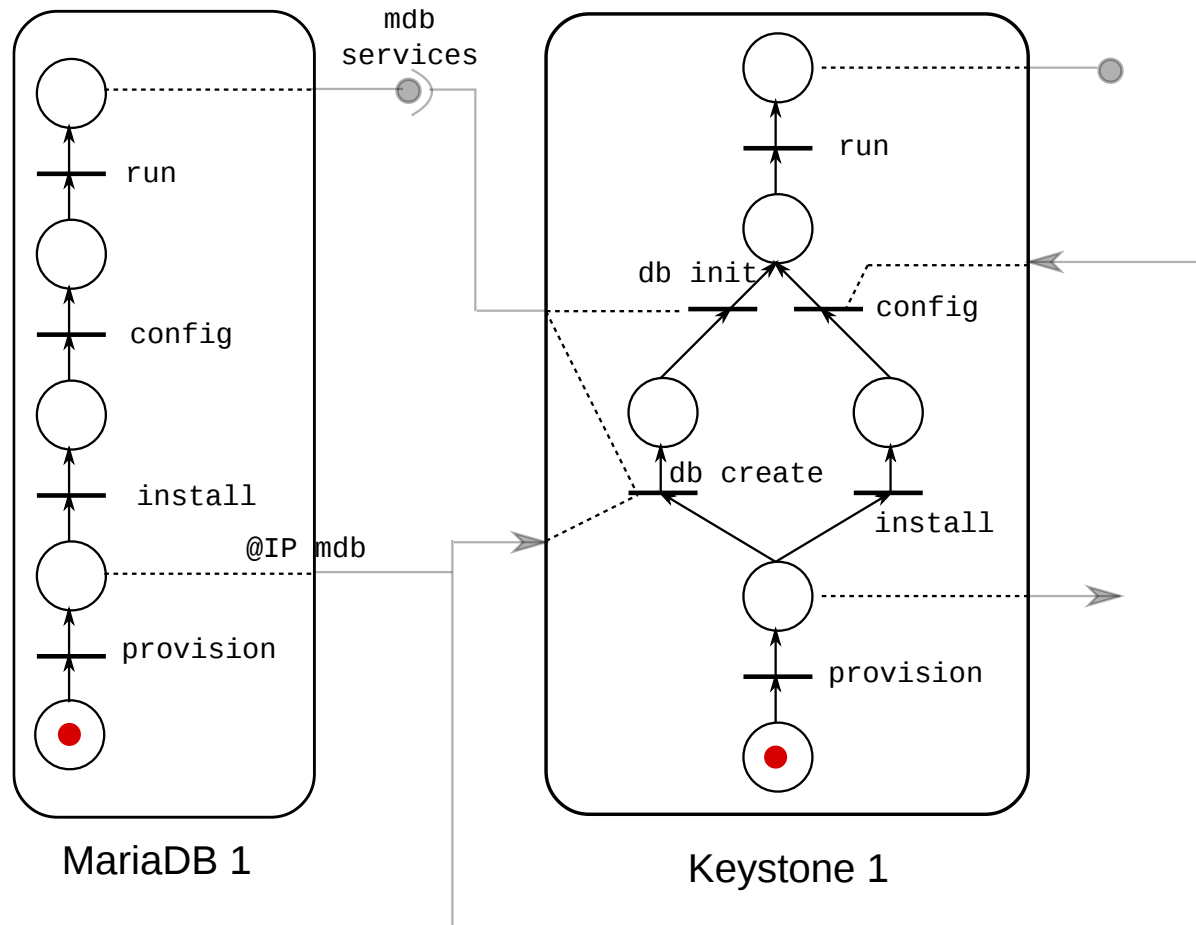 mdb
services
run
config
install
@IP mdb
provision
MariaDB 1
run
db init
config
db create
install
provision
Keystone 1